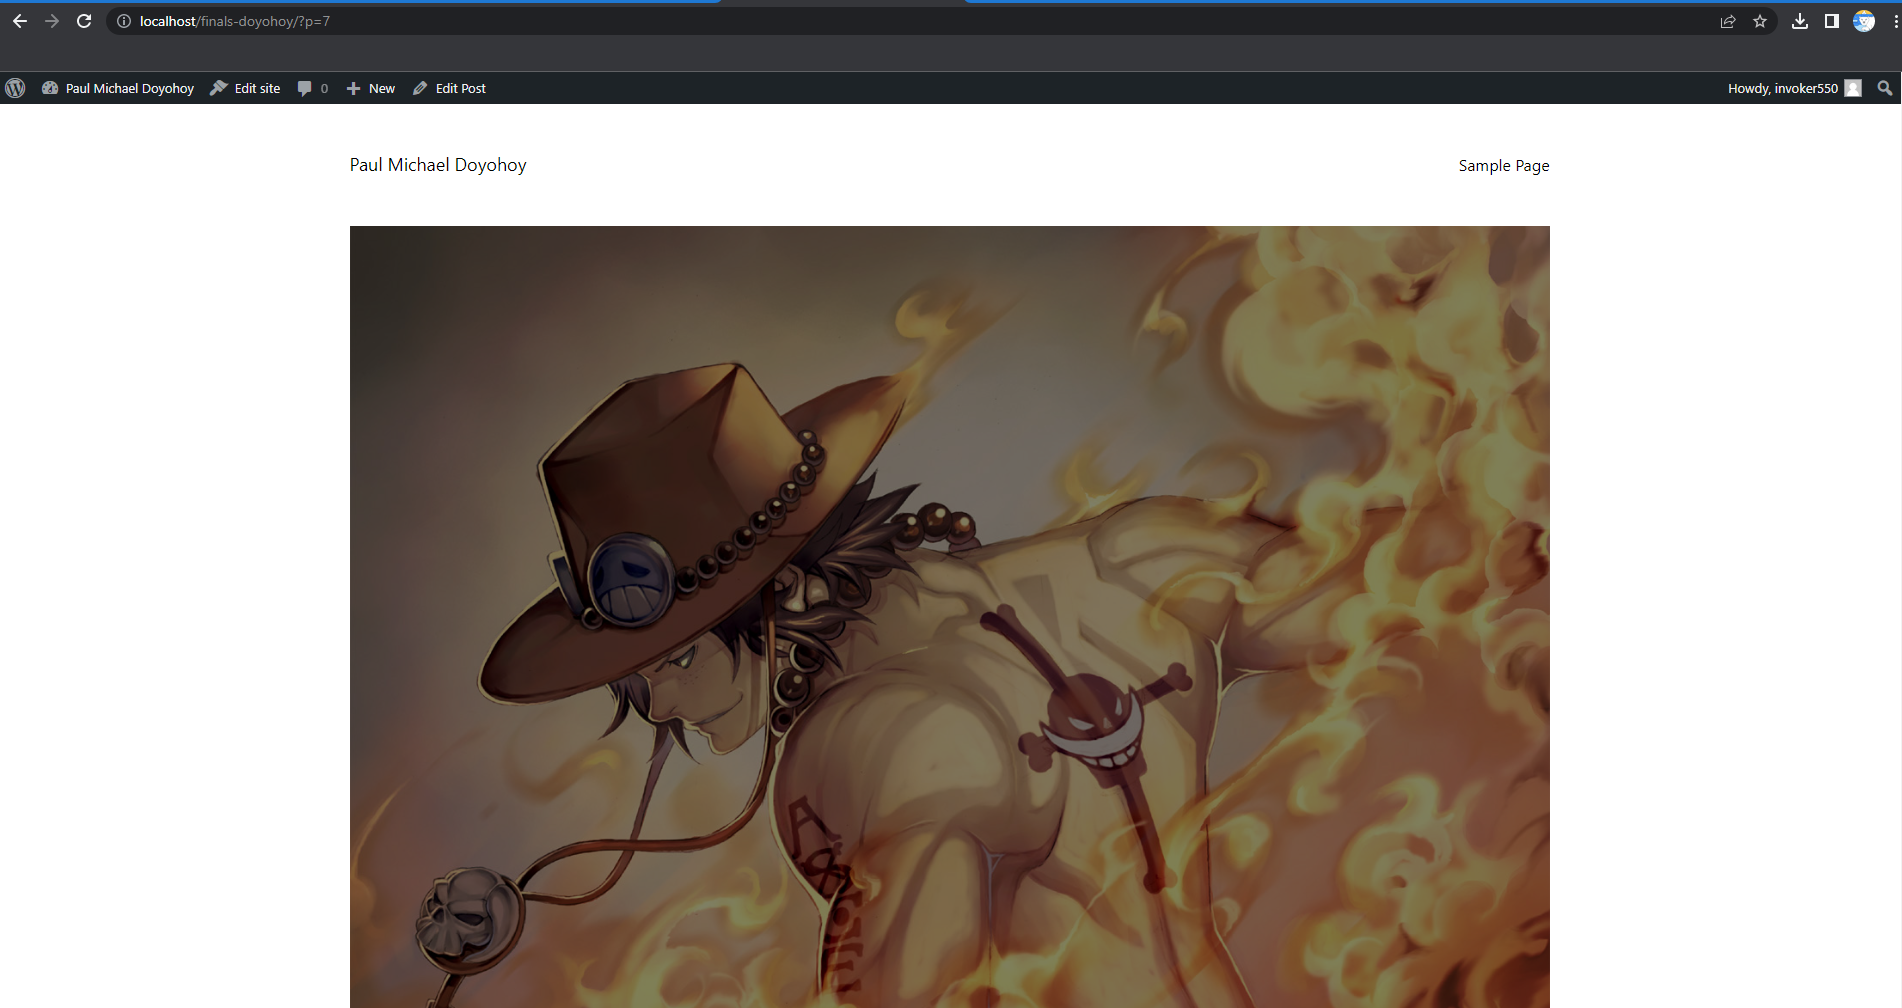 localhost/finals-doyohoy/?p=7
Paul Michael Doyohoy Edit site 0 New Edit Post Howdy, invoker550
Paul Michael Doyohoy Sample Page
A
S